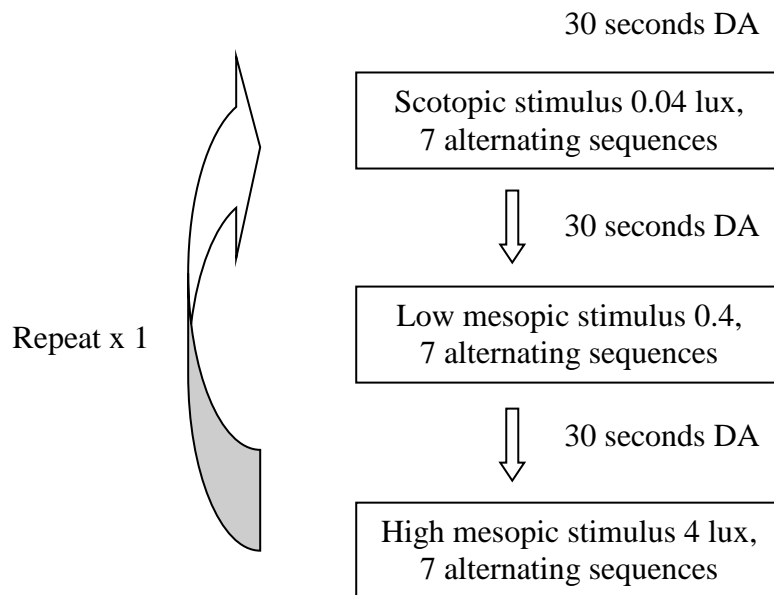 30 seconds DA
Scotopic stimulus 0.04 lux,
7 alternating sequences
30 seconds DA
Low mesopic stimulus 0.4,
7 alternating sequences
Repeat x 1
30 seconds DA
High mesopic stimulus 4 lux,
7 alternating sequences